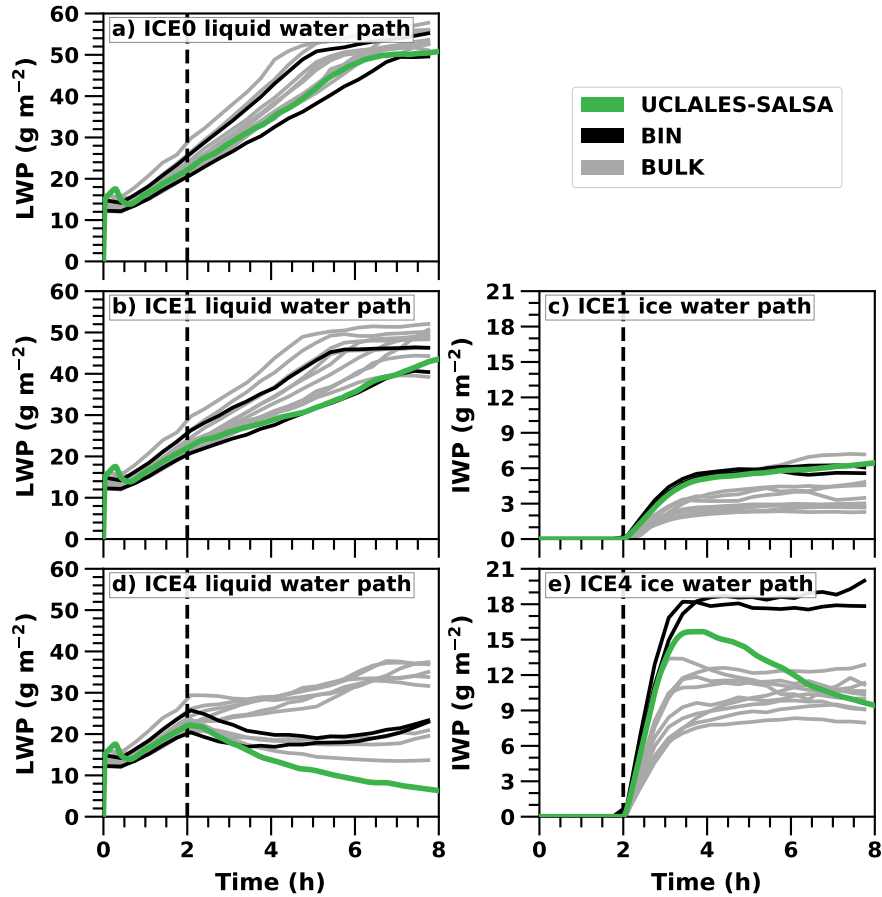 a) ICE0 liquid water path
LWP (g m⁻²)
60
50
40
30
20
10
0
UCLALES-SALSA
BIN
BULK
b) ICE1 liquid water path
LWP (g m⁻²)
60
50
40
30
20
10
0
c) ICE1 ice water path
IWP (g m⁻²)
21
18
15
12
9
6
3
0
d) ICE4 liquid water path
LWP (g m⁻²)
60
50
40
30
20
10
0
0 2 4 6 8
Time (h)
e) ICE4 ice water path
IWP (g m⁻²)
21
18
15
12
9
6
3
0
0 2 4 6 8
Time (h)